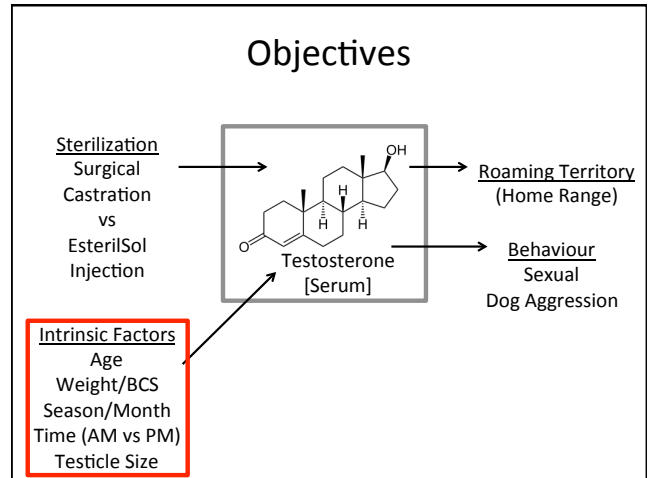 Objectives
Sterilization
Surgical
Castration
vs
EsterilSol
Injection
OH
H
H
H
O
Testosterone
[Serum]
Roaming Territory
(Home Range)
Behaviour
Sexual
Dog Aggression
Intrinsic Factors
Age
Weight/BCS
Season/Month
Time (AM vs PM)
Testicle Size